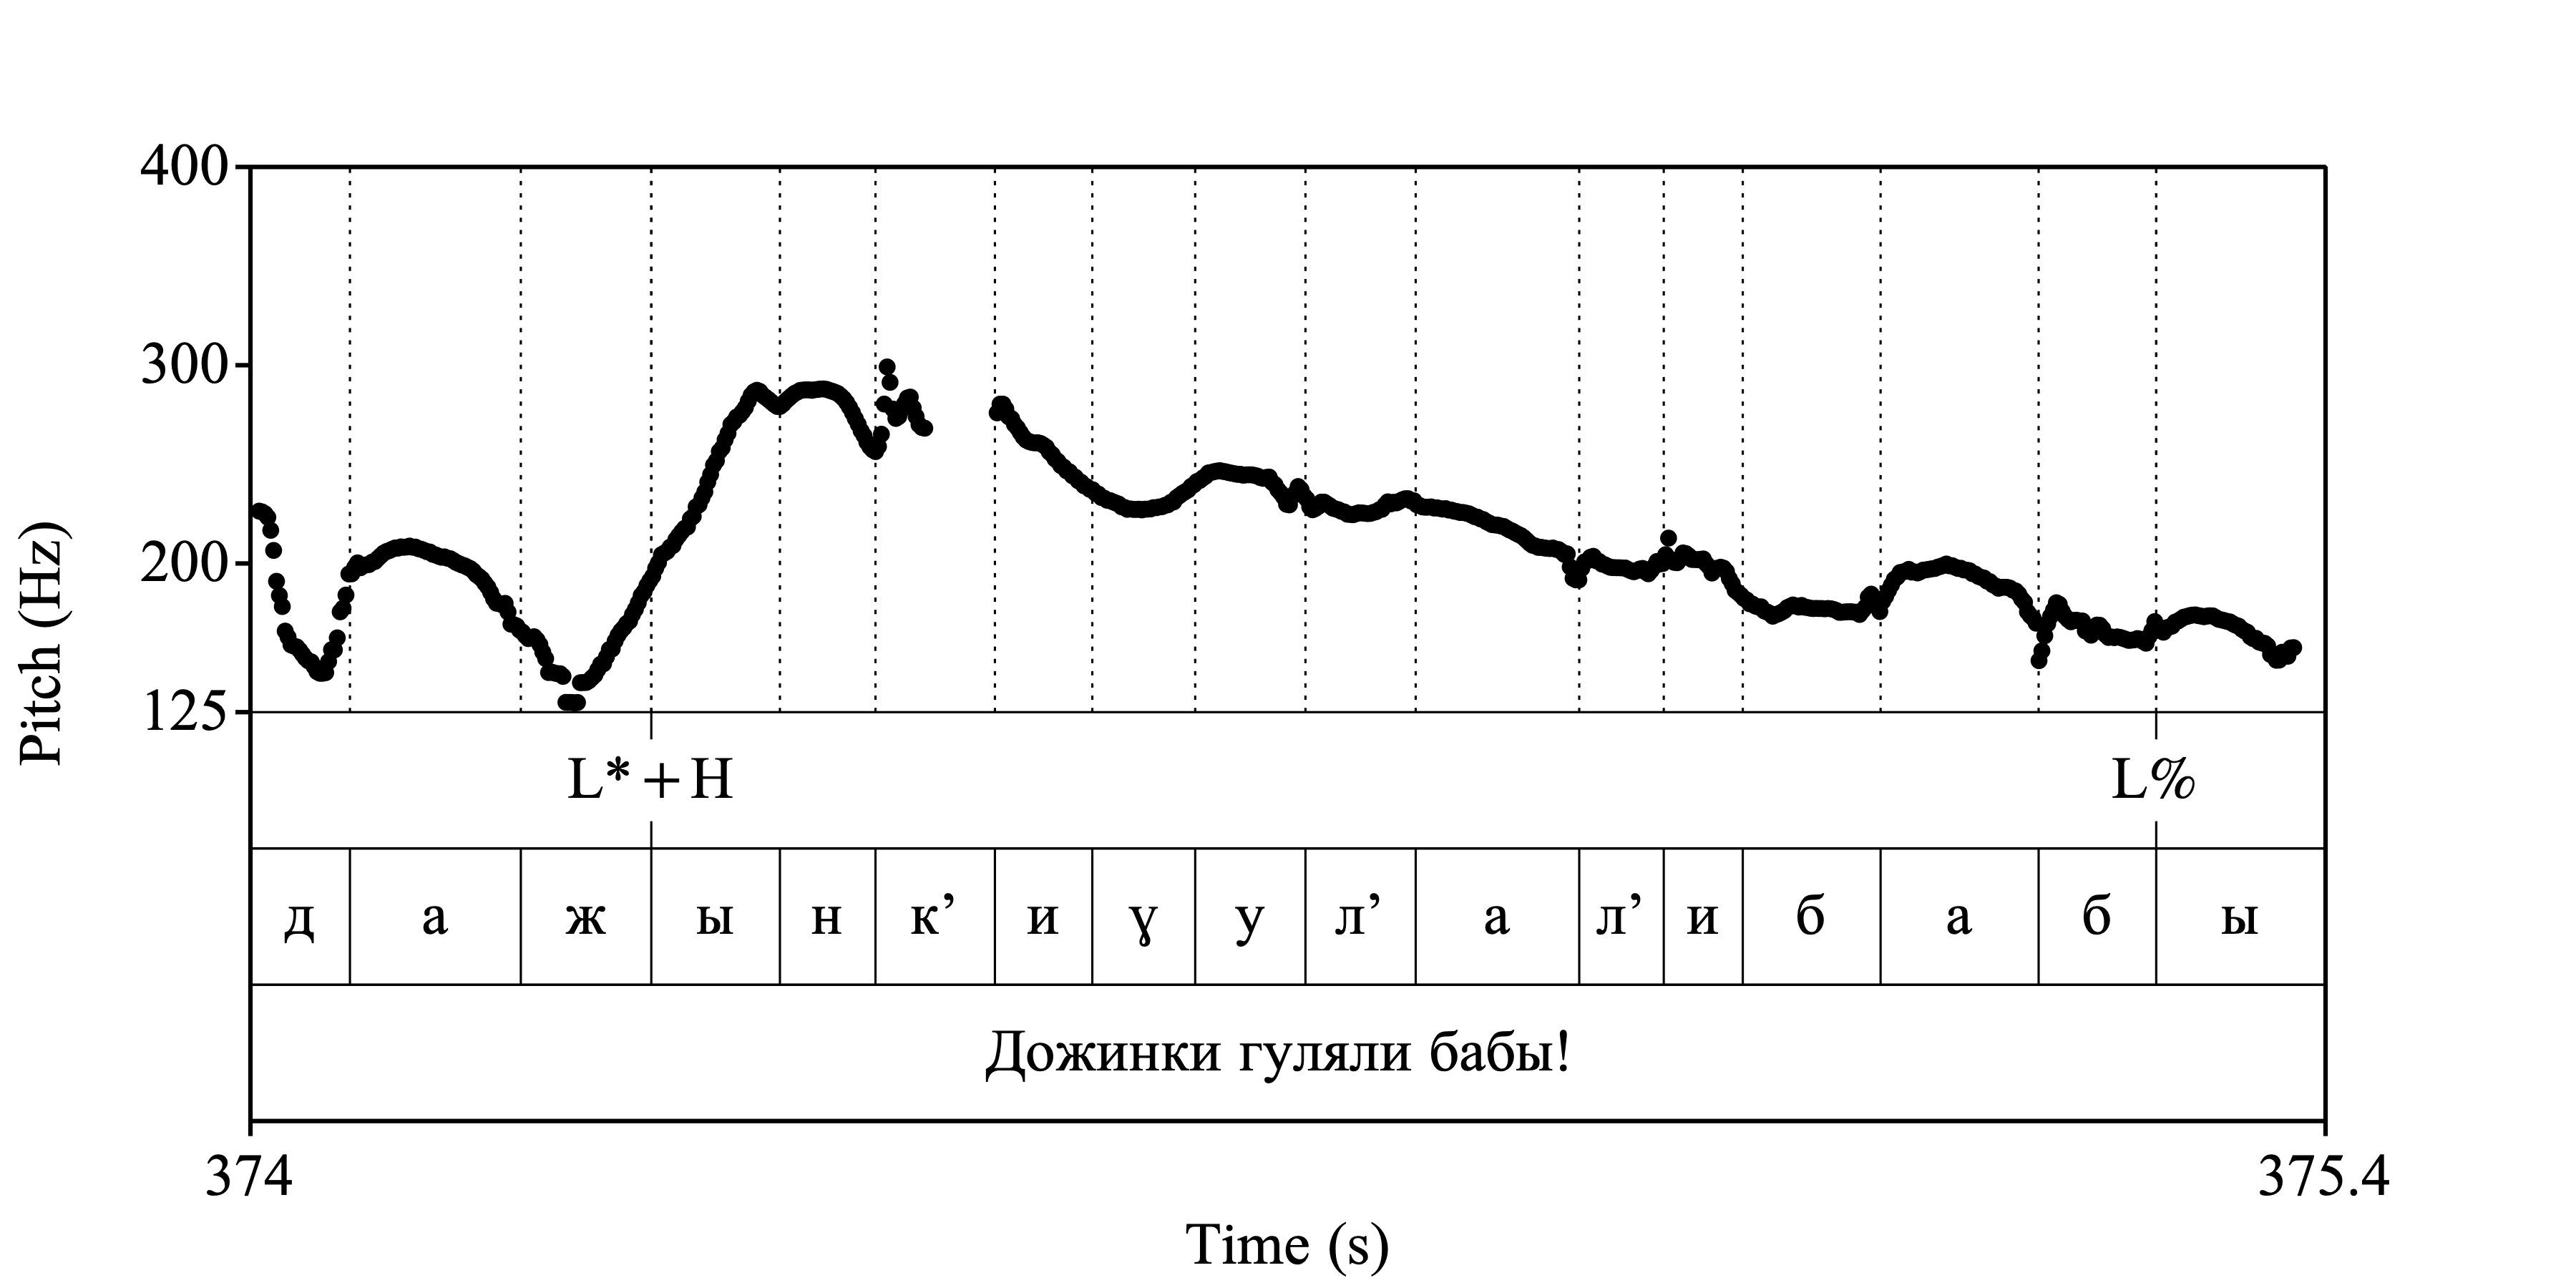 400
300
200
125
Pitch (Hz)
L* + H L%
д а ж ы н к’ и ɣ у л’ а л’ и б а б ы
Дожинки гуляли бабы!
374 375.4
Time (s)